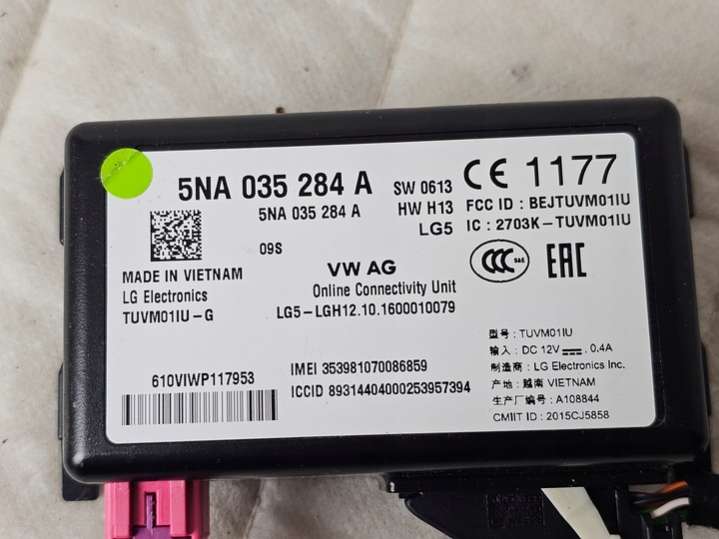 5NA 035 284 A
5NA 035 284 A
09S
SW 0613
HW H13
LG5
CE 1177
FCC ID : BEJTUVM01IU
IC : 2703K-TUVM01IU
MADE IN VIETNAM
LG Electronics
TUVM01IU-G
VW AG
Online Connectivity Unit
LG5-LGH12.10.1600010079
CCC S&E
EAC
610VIWP117953
IMEI 353981070086859
ICCID 89314404000253957394
型号: TUVM01IU
输入: DC 12V⎓, 0.4A
制造商: LG Electronics Inc.
产地: 越南 VIETNAM
生产厂编号: A108844
CMIIT ID : 2015CJ5858